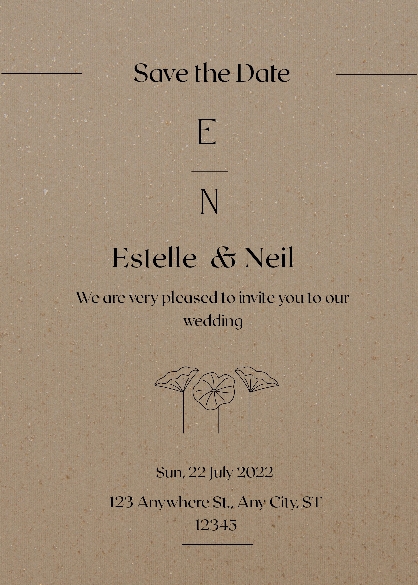 Save the Date
E
N
Estelle & Neil
We are very pleased to invite you to our
wedding
Sun, 22 July 2022
123 Anywhere St., Any City, ST
12345